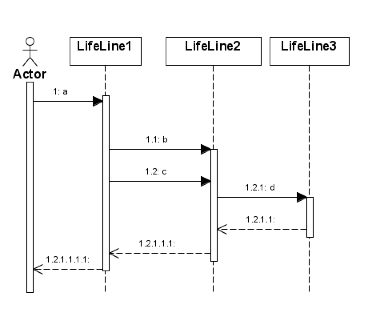 LifeLine1
LifeLine2
LifeLine3
Actor
1: a
1.1: b
1.2: c
1.2.1: d
1.2.1.1:
1.2.1.1.1:
1.2.1.1.1.1: